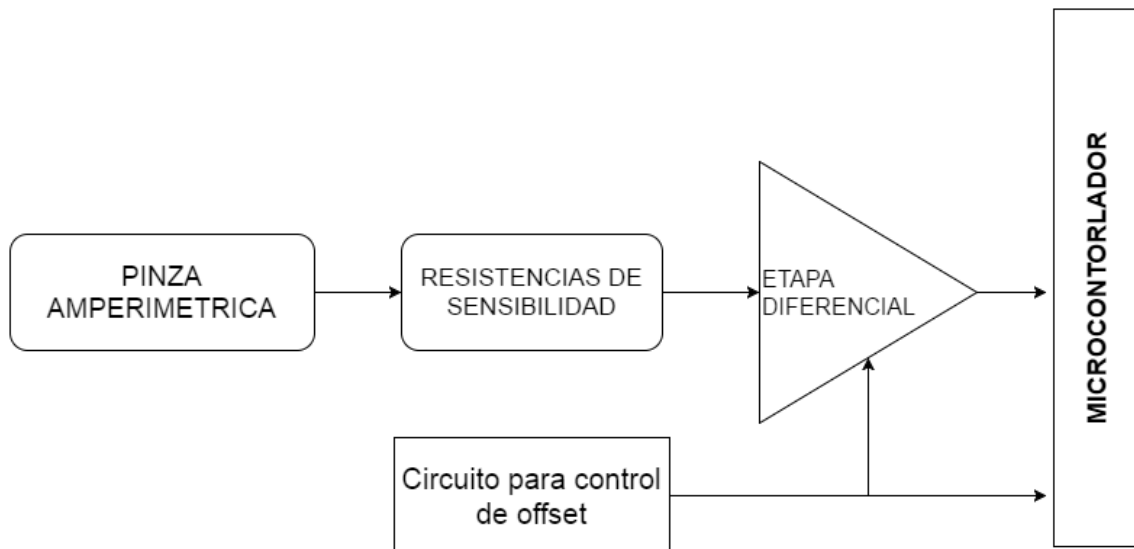 PINZA
AMPERIMETRICA
RESISTENCIAS DE
SENSIBILIDAD
ETAPA
DIFERENCIAL
Circuito para control
de offset
MICROCONTORLADOR